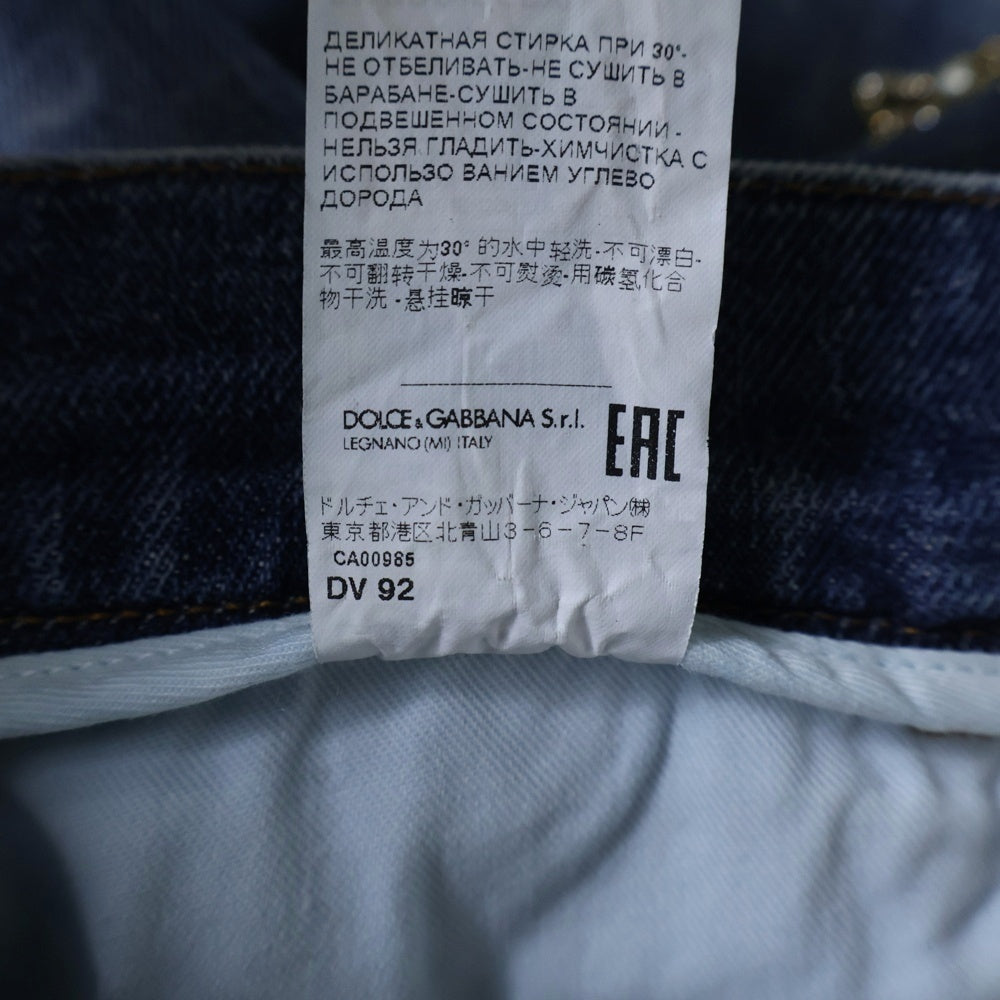 ДЕЛИКАТНАЯ СТИРКА ПРИ 30°-
НЕ ОТБЕЛИВАТЬ-НЕ СУШИТЬ В
БАРАБАНЕ-СУШИТЬ В
ПОДВЕШЕННОМ СОСТОЯНИИ -
НЕЛЬЗЯ ГЛАДИТЬ-ХИМЧИСТКА С
ИСПОЛЬЗО ВАНИЕМ УГЛЕВО
ДОРОДА
最高温度为30° 的水中轻洗-不可漂白-
不可翻转干燥-不可熨烫-用碳氢化合
物干洗 -悬挂晾干
DOLCE & GABBANA S.r.l.
LEGNANO (MI) ITALY
EAC
ドルチェ・アンド・ガッバーナ・ジャパン㈱
東京都港区北青山3-6-7-8F
CA00985
DV 92